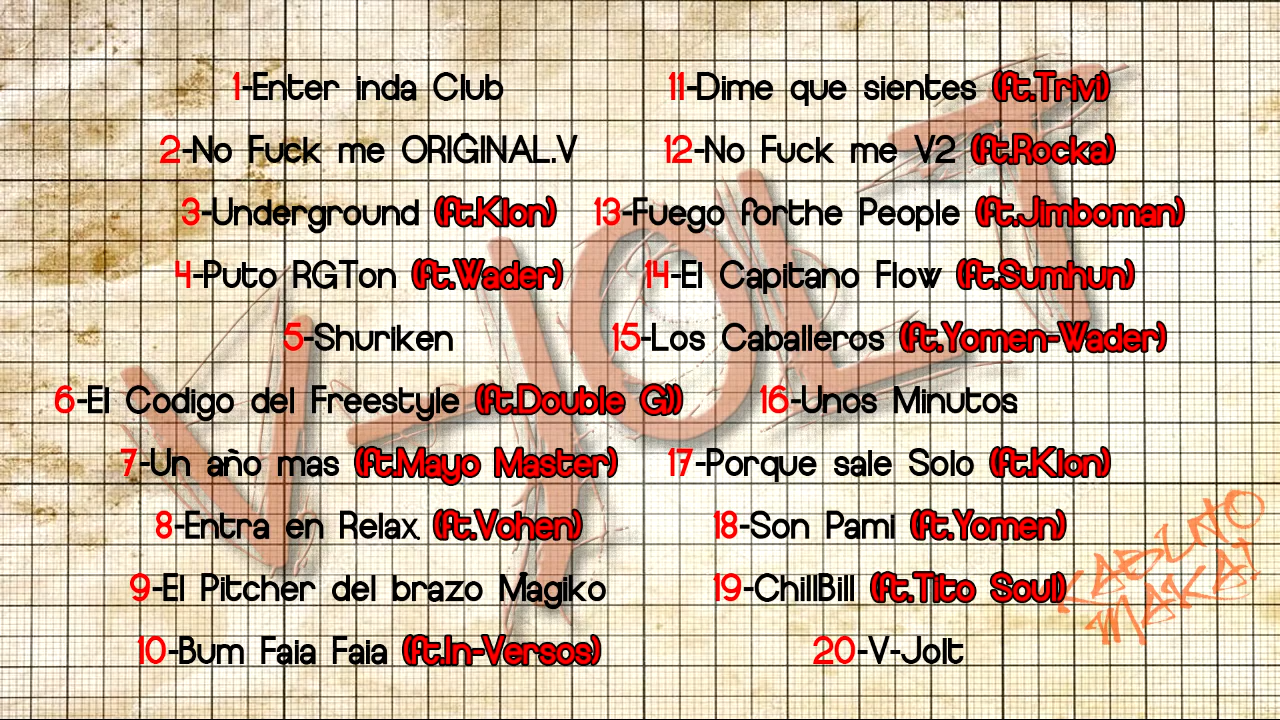 1-Enter inda Club
2-No Fuck me ORIGINAL.V
3-Underground (ft.Klon)
4-Puto RGTon (ft.Wader)
5-Shuriken
6-El Codigo del Freestyle (ft.Double G))
7-Un año mas (ft.Mayo Master)
8-Entra en Relax (ft.Vohen)
9-El Pitcher del brazo Magiko
10-Bum Faia Faia (ft.In-Versos)
11-Dime que sientes (ft.Trivi)
12-No Fuck me V2 (ft.Rocka)
13-Fuego forthe People (ft.Jimboman)
14-El Capitano Flow (ft.Sumhun)
15-Los Caballeros (ft.Yomen-Wader)
16-Unos Minutos
17-Porque sale Solo (ft.Klon)
18-Son Pami (ft.Yomen)
19-ChillBill (ft.Tito Soul)
20-V-Jolt
V-JOLT
MAKAI